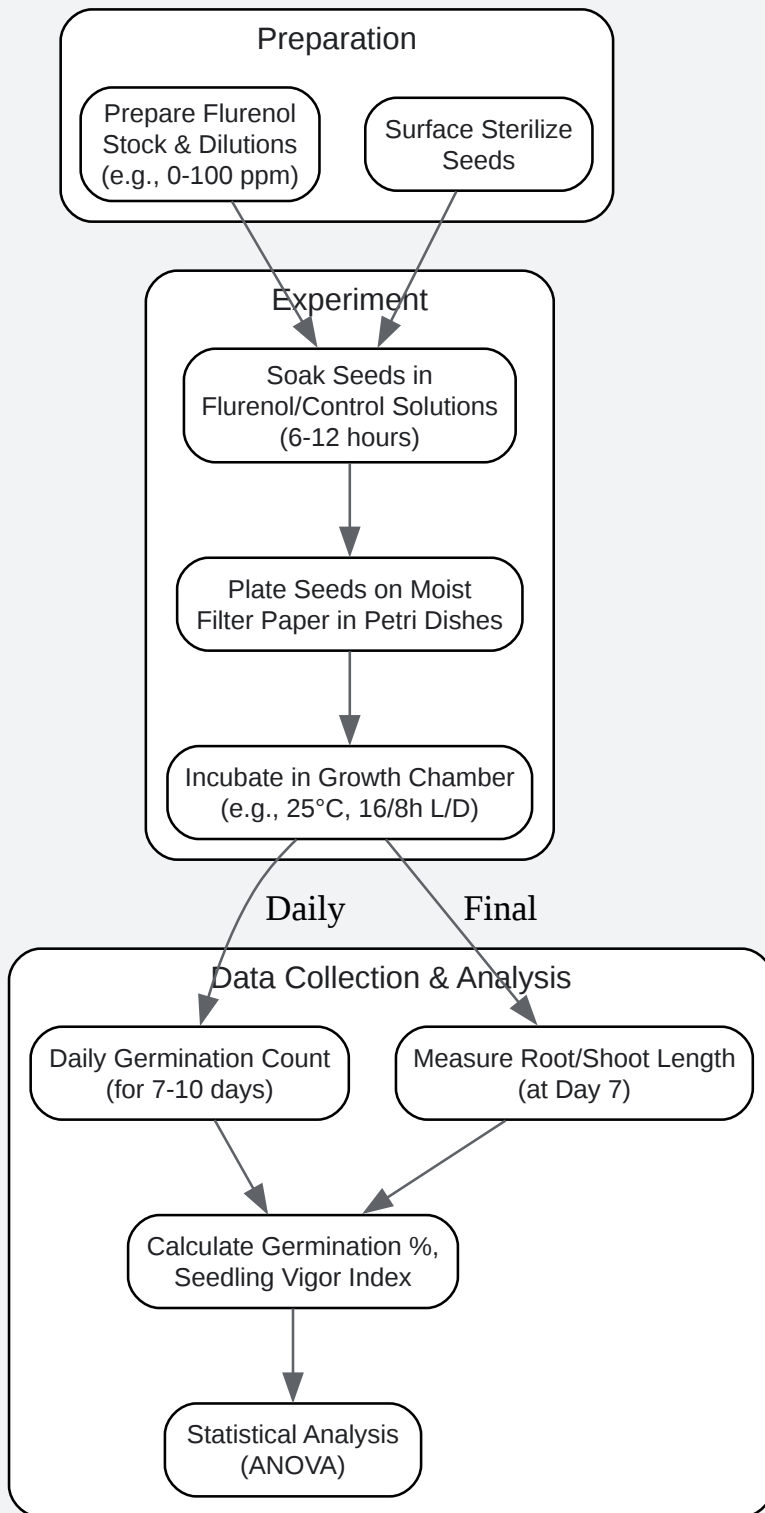 Preparation
Prepare Flurenol
Stock & Dilutions
(e.g., 0-100 ppm)
Surface Sterilize
Seeds
Experiment
Soak Seeds in
Flurenol/Control Solutions
(6-12 hours)
Plate Seeds on Moist
Filter Paper in Petri Dishes
Incubate in Growth Chamber
(e.g., 25°C, 16/8h L/D)
Daily
Final
Data Collection & Analysis
Daily Germination Count
(for 7-10 days)
Measure Root/Shoot Length
(at Day 7)
Calculate Germination %,
Seedling Vigor Index
Statistical Analysis
(ANOVA)